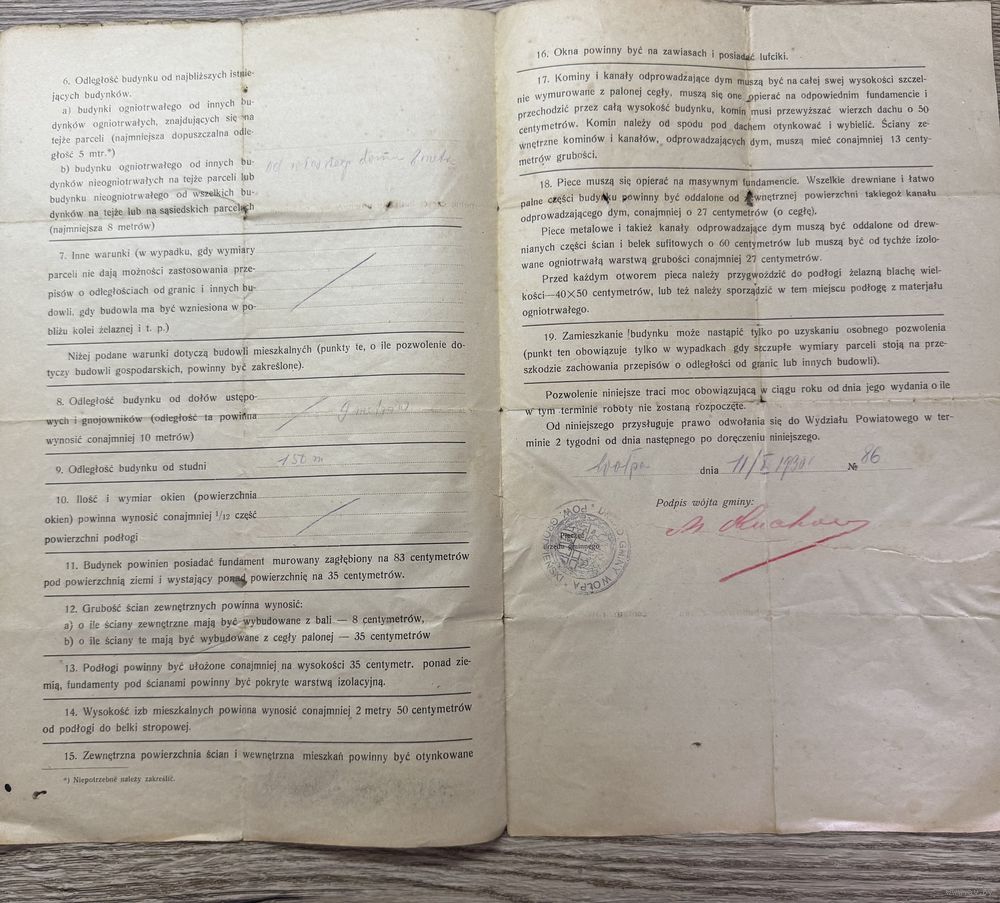 6. Odległość budynku od najbliższych istnie-
jących budynków.
a) budynki ogniotrwałego od innych bu-
dynków ogniotrwałych, znajdujących się na
tejże parceli (najmniejsza dopuszczalna odle-
głość 5 mtr.*)
b) budynku ogniotrwałego od innych bu-
dynków nieogniotrwałych na tejże parceli lub
budynku nieogniotrwałego od wszelkich bu-
dynków na tejże lub na sąsiedskich parcelach
(najmniejsza 8 metrów)
7. Inne warunki (w wypadku, gdy wymiary
parceli nie dają możności zastosowania prze-
pisów o odległościach od granic i innych bu-
dowli, gdy budowla ma być wzniesiona w po-
bliżu kolei żelaznej i t. p.)
Niżej podane warunki dotyczą budowli mieszkalnych (punkty te, o ile pozwolenie do-
tyczy budowli gospodarskich, powinny być zakreślone).
8. Odległość budynku od dołów ustępo-
wych i gnojowników (odległość ta powinna
wynosić conajmniej 10 metrów)
9. Odległość budynku od studni 150 m
10. Ilość i wymiar okien (powierzchnia
okien) powinna wynosić conajmniej 1/12 część
powierzchni podłogi
11. Budynek powinien posiadać fundament murowany zagłębiony na 83 centymetrów
pod powierzchnią ziemi i wystający ponad powierzchnię na 35 centymetrów.
12. Grubość ścian zewnętrznych powinna wynosić:
a) o ile ściany zewnętrzne mają być wybudowane z bali — 8 centymetrów,
b) o ile ściany te mają być wybudowane z cegły palonej — 35 centymetrów
13. Podłogi powinny być ułożone conajmniej na wysokości 35 centymetr. ponad zie-
mią, fundamenty pod ścianami powinny być pokryte warstwą izolacyjną.
14. Wysokość izb mieszkalnych powinna wynosić conajmniej 2 metry 50 centymetrów
od podłogi do belki stropowej.
15. Zewnętrzna powierzchnia ścian i wewnętrzna mieszkań powinny być otynkowane
*) Niepotrzebne należy zakreślić.
16. Okna powinny być na zawiasach i posiadać lufciki.
17. Kominy i kanały odprowadzające dym muszą być na całej swej wysokości szczel-
nie wymurowane z palonej cegły, muszą się one opierać na odpowiednim fundamencie i
przechodzić przez całą wysokość budynku, komin musi przewyższać wierzch dachu o 50
centymetrów. Komin należy od spodu pod dachem otynkować i wybielić. Ściany ze-
wnętrzne kominów i kanałów, odprowadzających dym, muszą mieć conajmniej 13 centy-
metrów grubości.
18. Piece muszą się opierać na masywnym fundamencie. Wszelkie drewniane i łatwo
palne części budynku powinny być oddalone od zewnętrznej powierzchni takiegoż kanału
odprowadzającego dym, conajmniej o 27 centymetrów (o cegłę).
Piece metalowe i takież kanały odprowadzające dym muszą być oddalone od drew-
nianych części ścian i belek sufitowych o 60 centymetrów lub muszą być od tychże izolo-
wane ogniotrwałą warstwą grubości conajmniej 27 centymetrów.
Przed każdym otworem pieca należy przygwoździć do podłogi żelazną blachę wiel-
kości—40×50 centymetrów, lub też należy sporządzić w tem miejscu podłogę z materjału
ogniotrwałego.
19. Zamieszkanie budynku może nastąpić tylko po uzyskaniu osobnego pozwolenia
(punkt ten obowiązuje tylko w wypadkach gdy szczupłe wymiary parceli stoją na prze-
szkodzie zachowania przepisów o odległości od granic lub innych budowli).
Pozwolenie niniejsze traci moc obowiązującą w ciągu roku od dnia jego wydania o ile
w tym terminie roboty nie zostaną rozpoczęte.
Od niniejszego przysługuje prawo odwołania się do Wydziału Powiatowego w ter-
minie 2 tygodni od dnia następnego po doręczeniu niniejszego.
Wołpa dnia № 86
Podpis wójta gminy:
GMINY WOŁPA